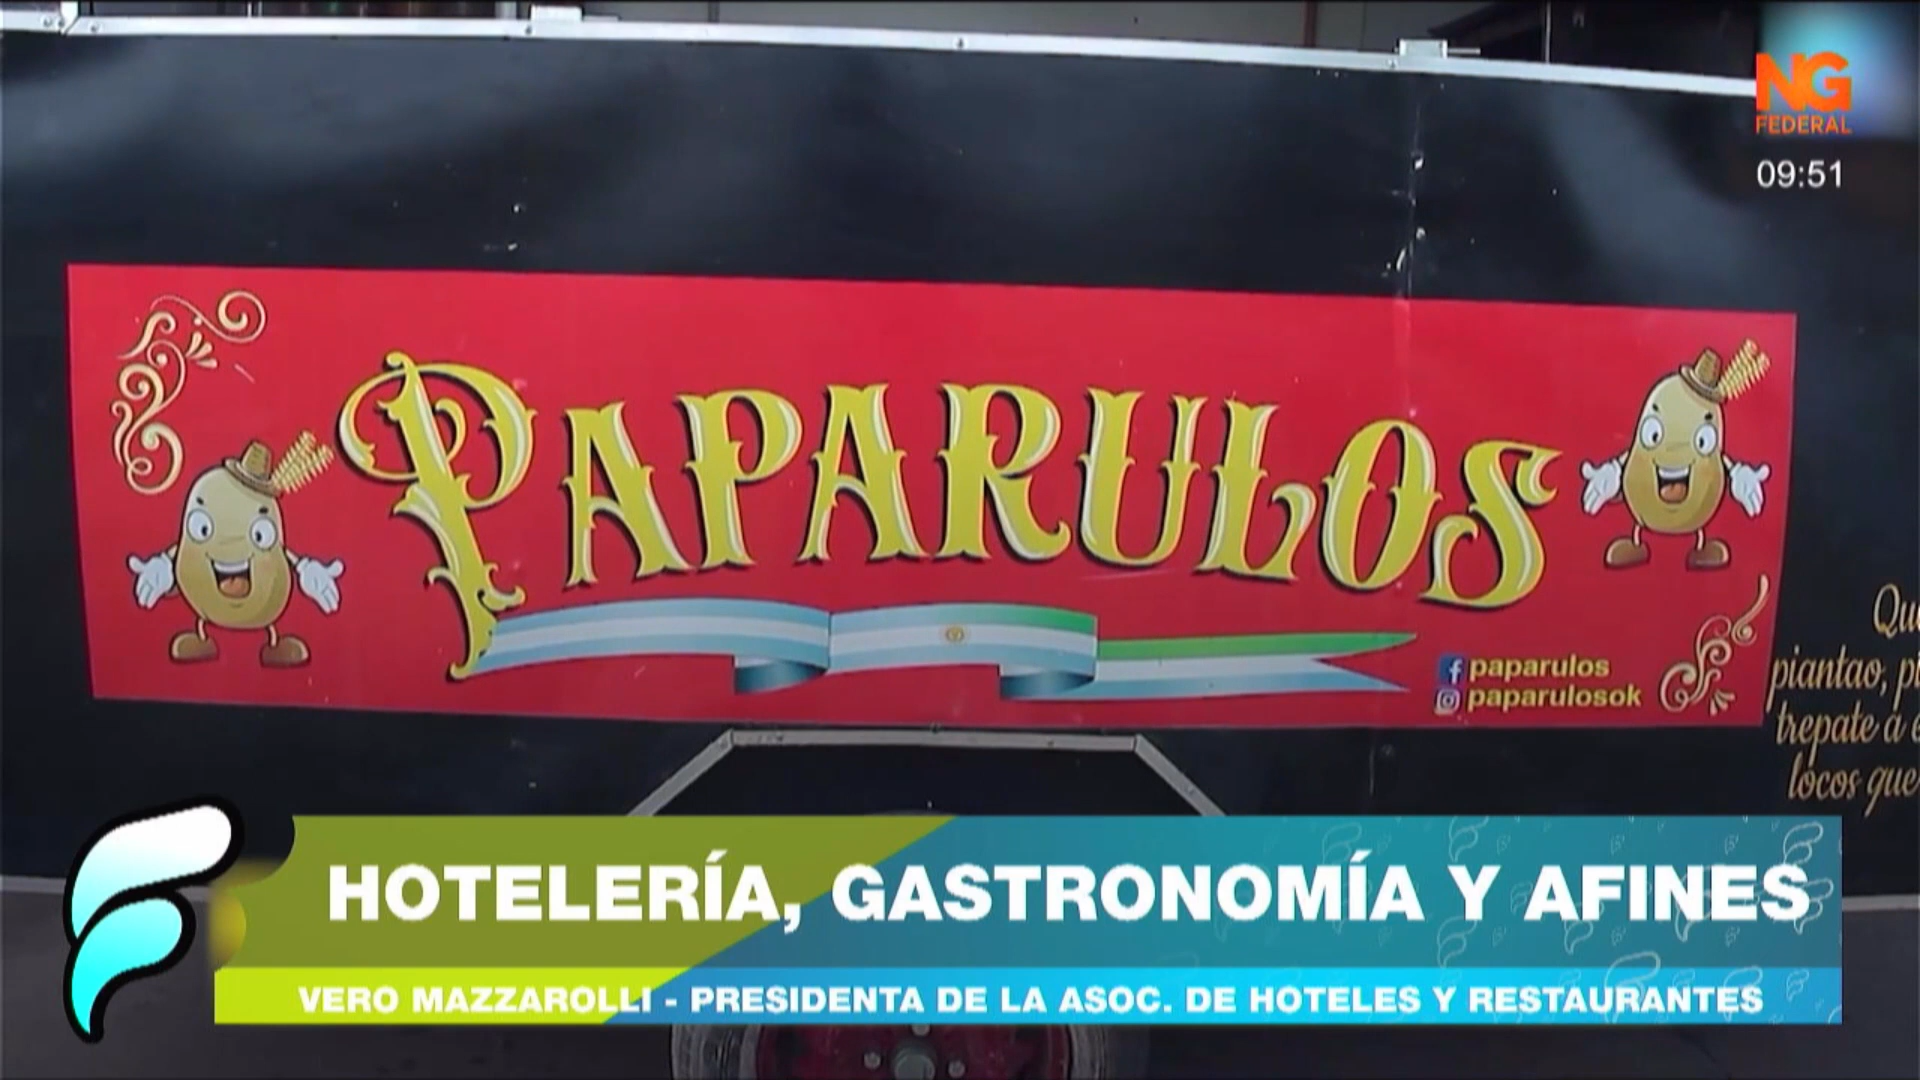 NG
FEDERAL
09:51
PAPARULOS
paparulos
paparulosok
piantao,
trepate a
locos que
HOTELERÍA, GASTRONOMÍA Y AFINES
VERO MAZZAROLLI - PRESIDENTA DE LA ASOC. DE HOTELES Y RESTAURANTES